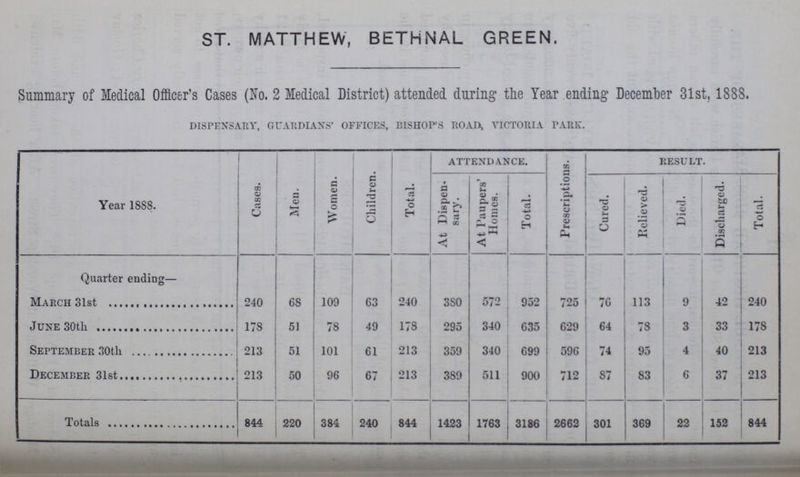 ST. MATTHEW, BETHNAL GREEN.
Summary of Medical Officer's Cases (No. 2 Medical District) attended during the Year ending December 31st, 1888.
DISPENSARY, GUARDIANS' OFFICES, BISHOP'S ROAD, VICTORIA PARK.
Year 1888. Cases. Men. Women. Children. Total. ATTENDANCE. At Dispensary. At Paupers' Homes. Total. Prescriptions. RESULT. Cured. Relieved. Died. Discharged. Total.
Quarter ending—
MARCH 31st 240 68 109 63 240 380 572 952 725 76 113 9 42 240
JUNE 30th 178 51 78 49 178 295 340 635 629 64 78 3 33 178
SEPTEMBER 30th 213 51 101 61 213 359 340 699 596 74 95 4 40 213
DECEMBER 31st 213 50 96 67 213 389 511 900 712 87 83 6 37 213
Totals 844 220 384 240 844 1423 1763 3186 2662 301 369 22 152 844